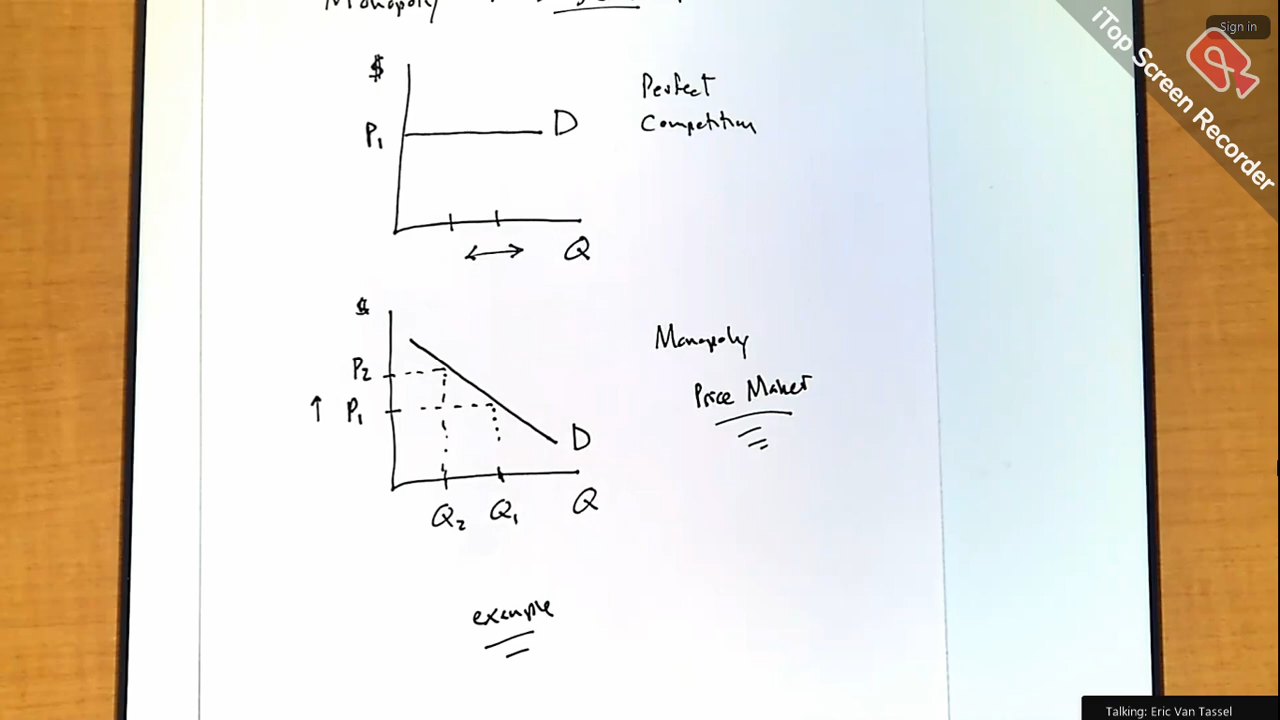 Monopoly
Sign in
iTop Screen Recorder
$
P1
D
Perfect
Competition
Q
$
P2
↑ P1
D
Monopoly
Price Maker
Q2 Q1 Q
example
Talking: Eric Van Tassel